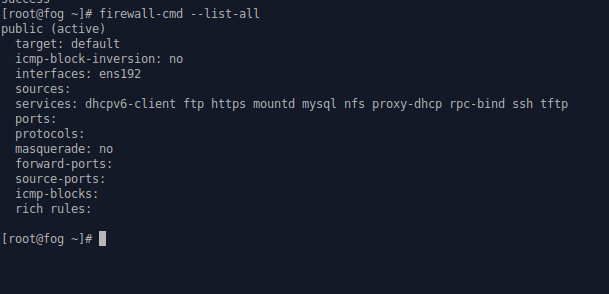 success
[root@fog ~]# firewall-cmd --list-all
public (active)
  target: default
  icmp-block-inversion: no
  interfaces: ens192
  sources:
  services: dhcpv6-client ftp https mountd mysql nfs proxy-dhcp rpc-bind ssh tftp
  ports:
  protocols:
  masquerade: no
  forward-ports:
  source-ports:
  icmp-blocks:
  rich rules:
[root@fog ~]#